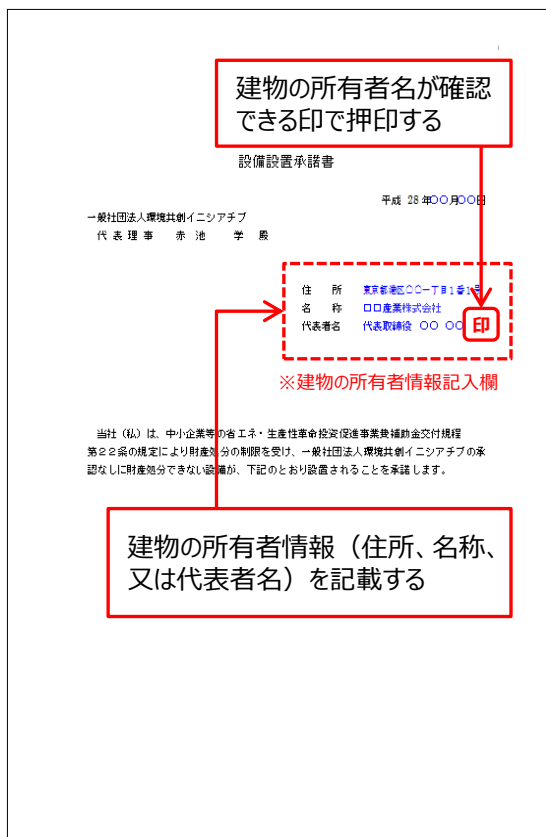 建物の所有者名が確認
できる印で押印する
設備設置承諾書
平成 28年〇〇月〇〇日
一般社団法人環境共創イニシアチブ
代表理事 赤池 学 殿
住所 東京都港区〇〇一丁目1番1号
名称 ロロ産業株式会社
代表者名 代表取締役 〇〇 〇〇 印
※建物の所有者情報記入欄
当社（私）は、中小企業等の省エネ・生産性革命投資促進事業費補助金交付規程
第２２条の規定により財産処分の制限を受け、一般社団法人環境共創イニシアチブの承
認なしに財産処分できない設備が、下記のとおり設置されることを承諾します。
建物の所有者情報（住所、名称、
又は代表者名）を記載する